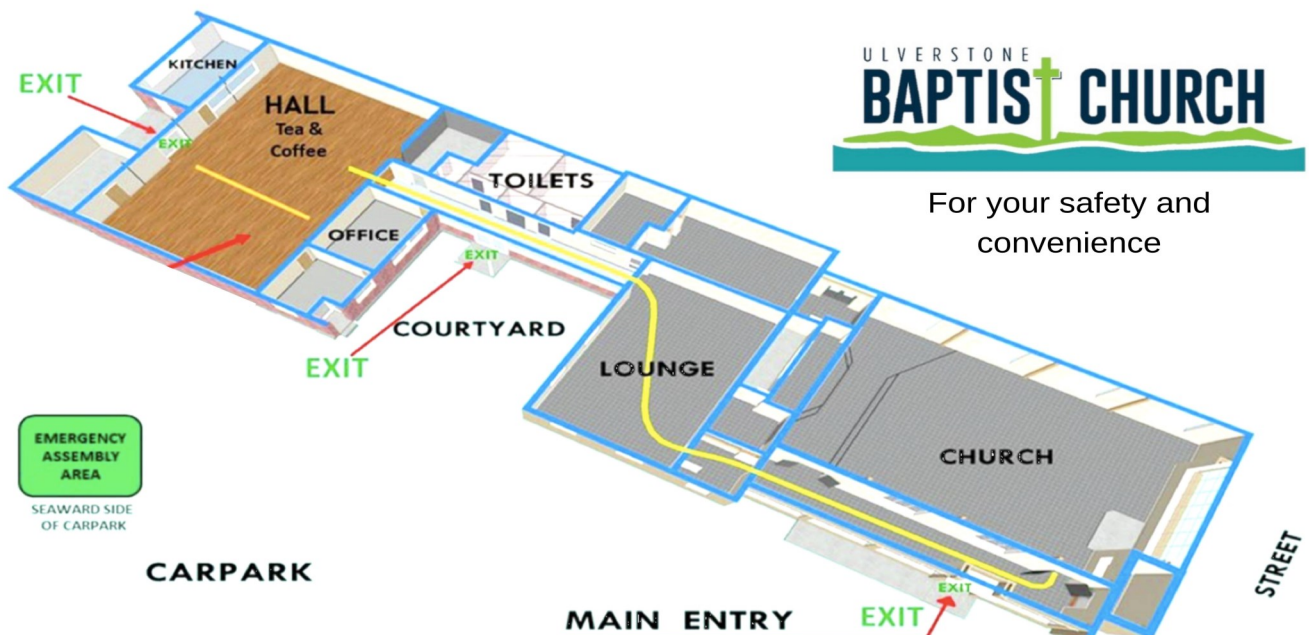 ULVERSTONE
BAPTIST CHURCH
For your safety and
convenience
KITCHEN
EXIT
EXIT
HALL
Tea &
Coffee
TOILETS
OFFICE
EXIT
COURTYARD
EXIT
LOUNGE
CHURCH
EMERGENCY
ASSEMBLY
AREA
SEAWARD SIDE
OF CARPARK
CARPARK
MAIN ENTRY
EXIT
EXIT
STREET